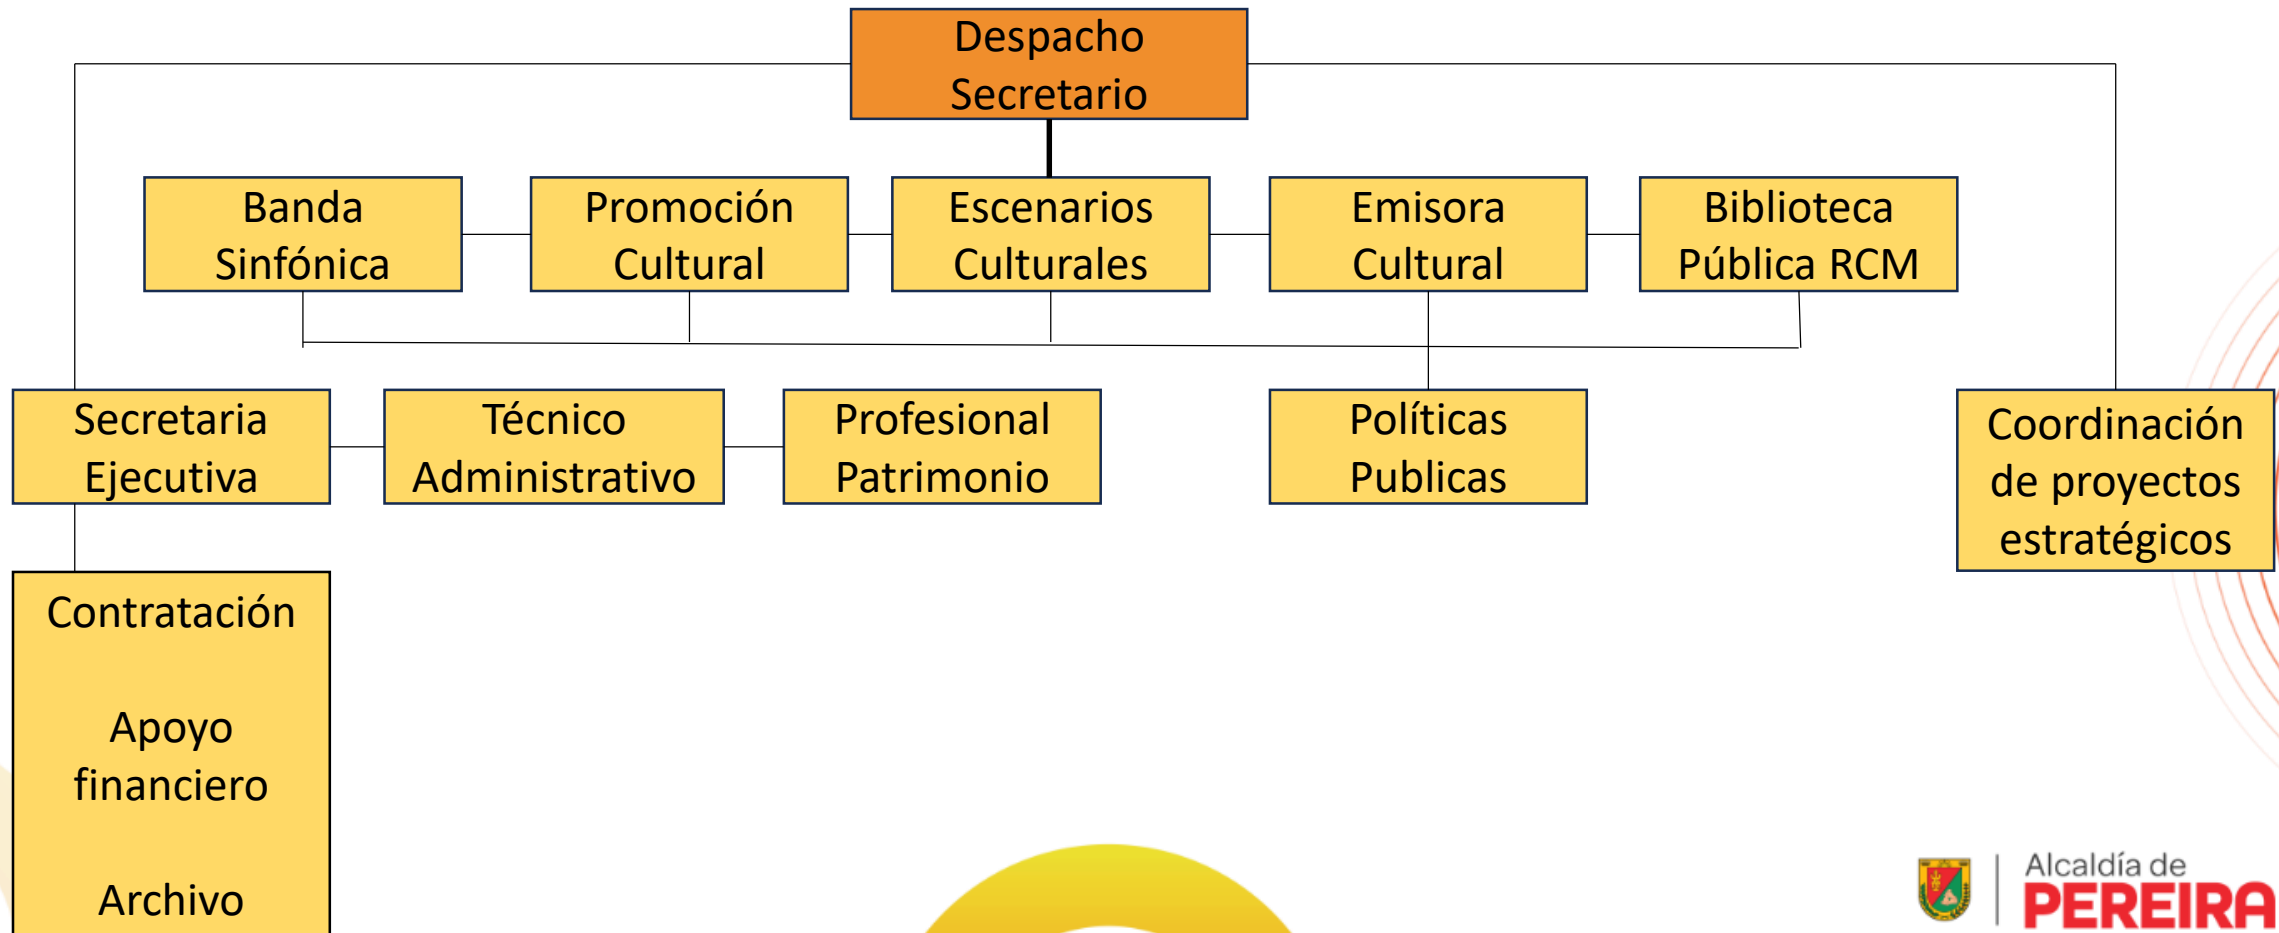 Despacho
Secretario
Banda
Sinfónica
Promoción
Cultural
Escenarios
Culturales
Emisora
Cultural
Biblioteca
Pública RCM
Secretaria
Ejecutiva
Técnico
Administrativo
Profesional
Patrimonio
Políticas
Publicas
Coordinación
de proyectos
estratégicos
Contratación
Apoyo
financiero
Archivo
Alcaldía de
PEREIRA